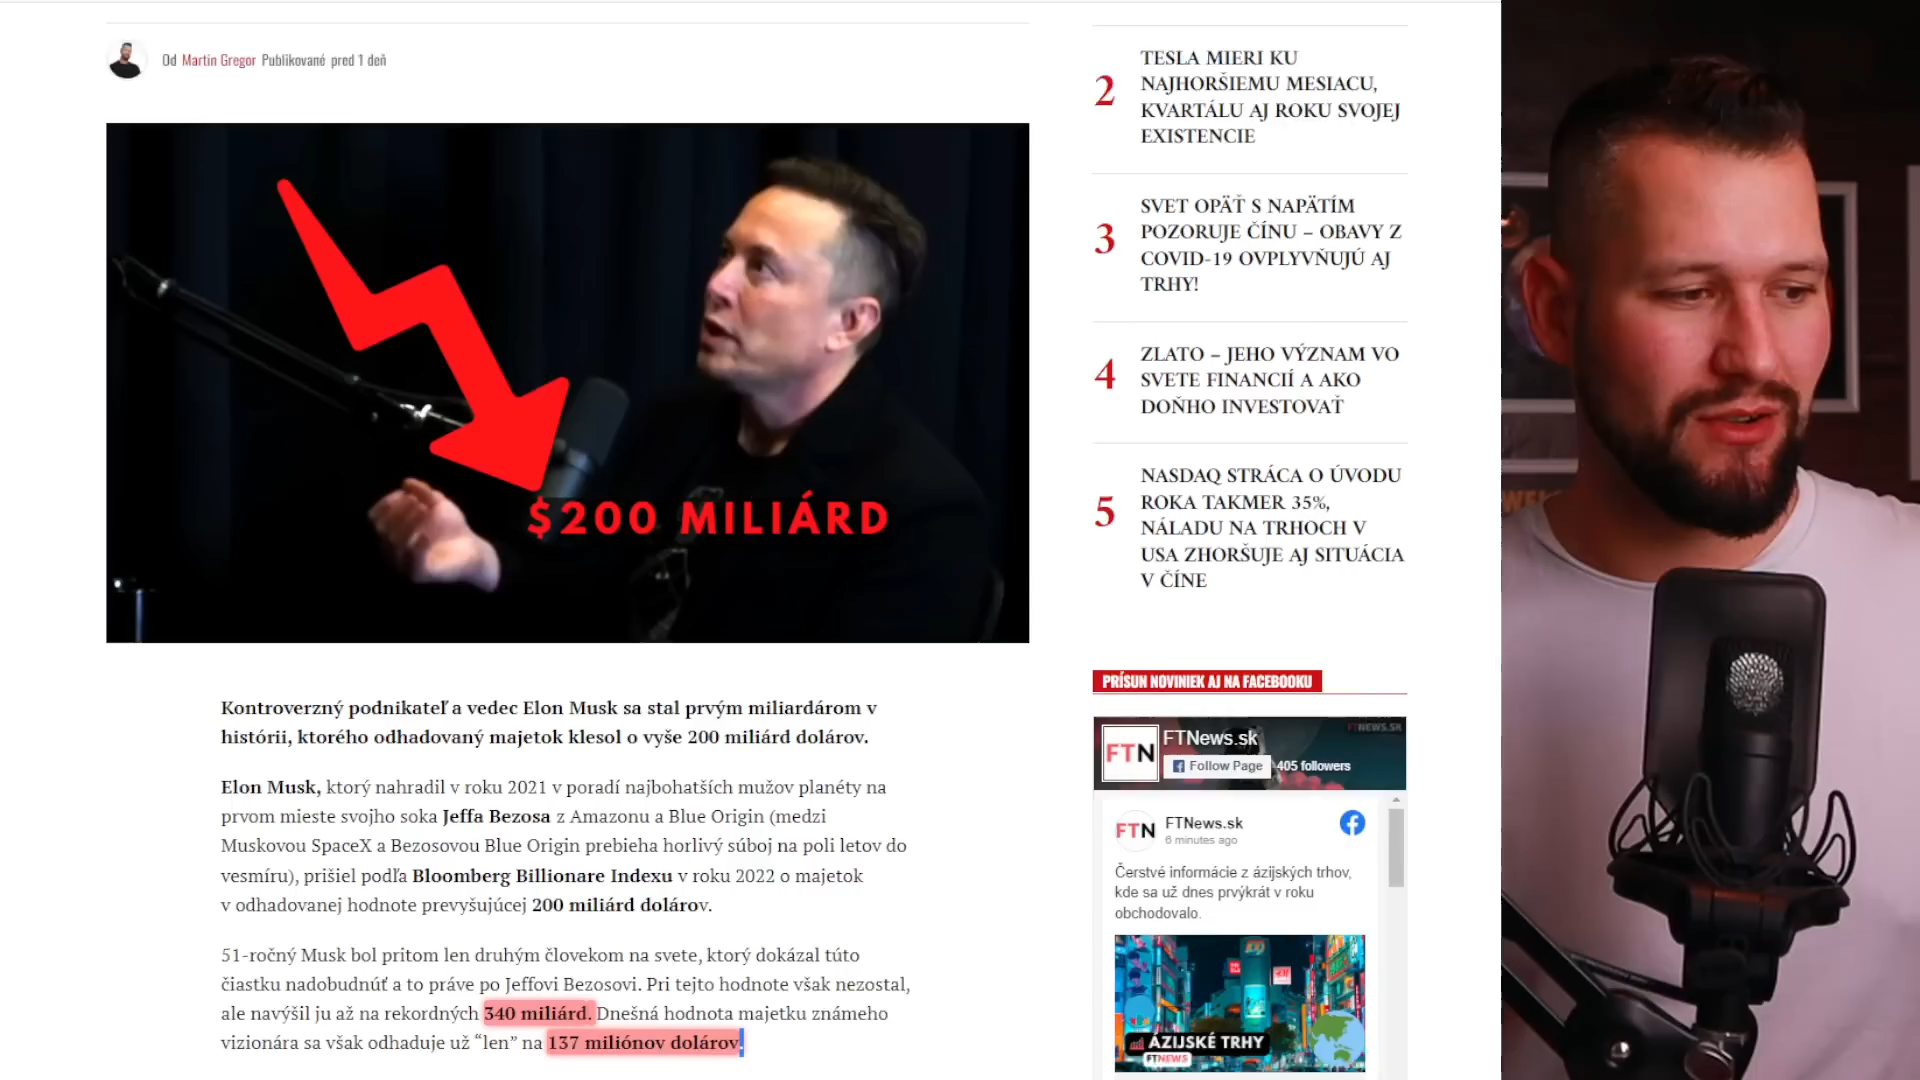 Od Martin Gregor Publikované pred 1 deň
$200 MILIÁRD
Kontroverzný podnikateľ a vedec Elon Musk sa stal prvým miliardárom v
histórii, ktorého odhadovaný majetok klesol o vyše 200 miliárd dolárov.
Elon Musk, ktorý nahradil v roku 2021 v poradí najbohatších mužov planéty na
prvom mieste svojho soka Jeffa Bezosa z Amazonu a Blue Origin (medzi
Muskovou SpaceX a Bezosovou Blue Origin prebieha horlivý súboj na poli letov do
vesmíru), prišiel podľa Bloomberg Billionare Indexu v roku 2022 o majetok
v odhadovanej hodnote prevyšujúcej 200 miliárd dolárov.
51-ročný Musk bol pritom len druhým človekom na svete, ktorý dokázal túto
čiastku nadobudnúť a to práve po Jeffovi Bezosovi. Pri tejto hodnote však nezostal,
ale navýšil ju až na rekordných 340 miliárd. Dnešná hodnota majetku známeho
vizionára sa však odhaduje už “len” na 137 miliónov dolárov.
2
TESLA MIERI KU
NAJHORŠIEMU MESIACU,
KVARTÁLU AJ ROKU SVOJEJ
EXISTENCIE
3
SVET OPÄŤ S NAPÄTÍM
POZORUJE ČÍNU – OBAVY Z
COVID-19 OVPLYVŇUJÚ AJ
TRHY!
4
ZLATO – JEHO VÝZNAM VO
SVETE FINANCIÍ A AKO
DOŇHO INVESTOVAŤ
5
NASDAQ STRÁCA O ÚVODU
ROKA TAKMER 35%,
NÁLADU NA TRHOCH V
USA ZHORŠUJE AJ SITUÁCIA
V ČÍNE
PRÍSUN NOVINIEK AJ NA FACEBOOKU
FTNEWS.SK
FTN
FTNews.sk
Follow Page 405 followers
FTN
FTNews.sk
6 minutes ago
Čerstvé informácie z ázijských trhov,
kde sa už dnes prvýkrát v roku
obchodovalo.
ÁZIJSKÉ TRHY
FTNEWS